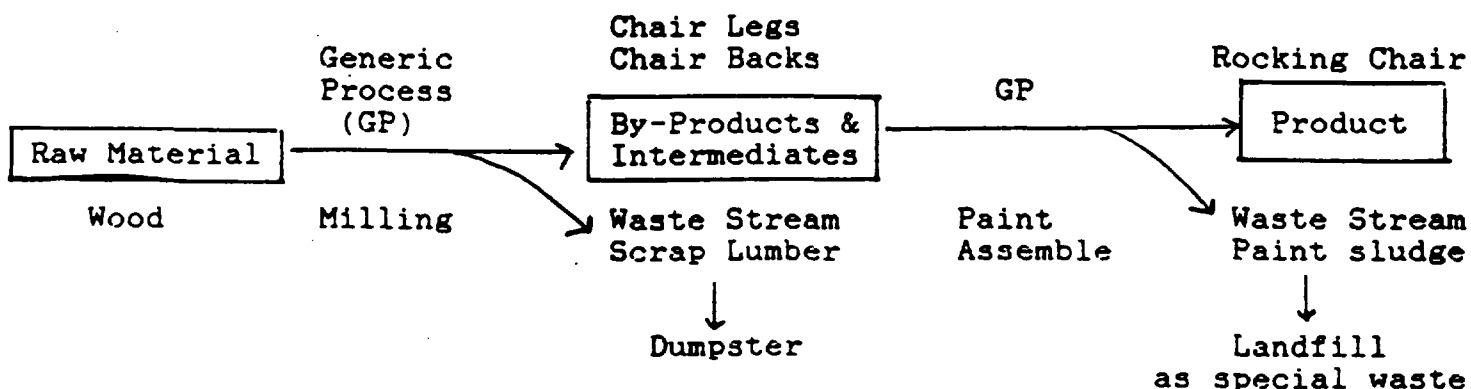 Chair Legs
Chair Backs
Generic
Process
(GP)
Rocking Chair
GP
Raw Material
By-Products &
Intermediates
Product
Wood
Milling
Waste Stream
Scrap Lumber
Paint
Assemble
Waste Stream
Paint sludge
Dumpster
Landfill
as special waste